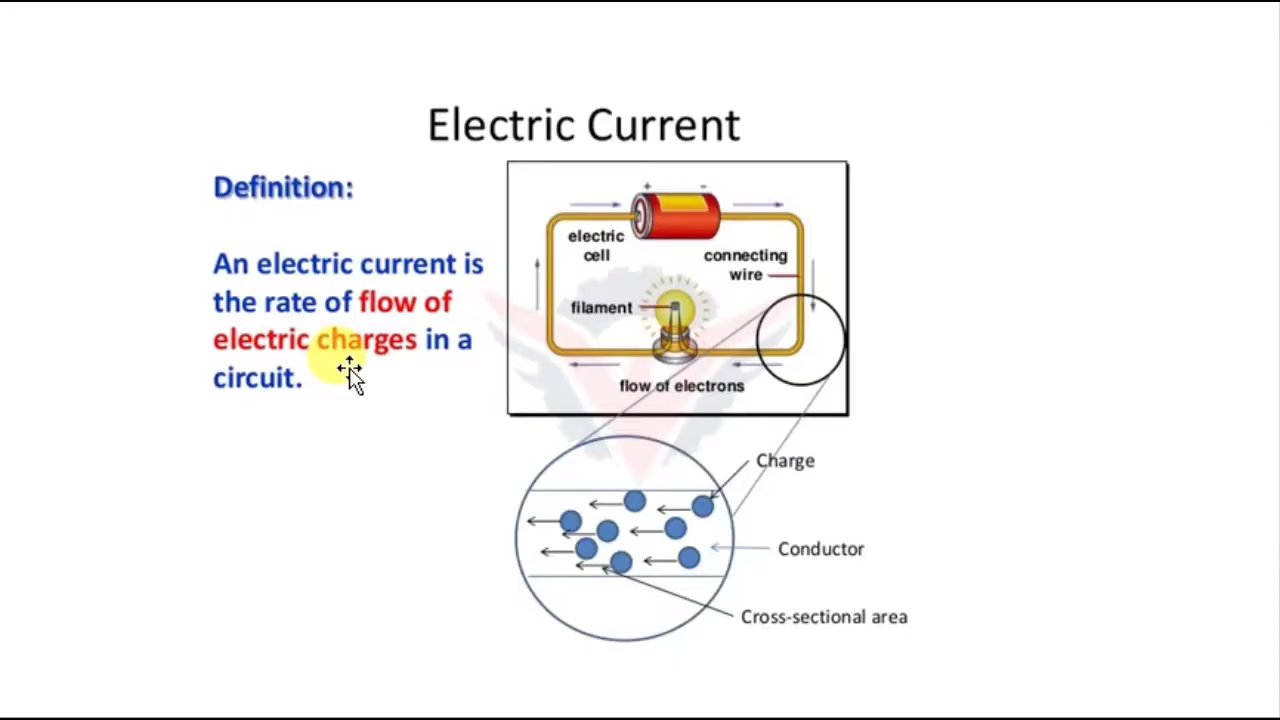 Electric Current
Definition:
An electric current is
the rate of flow of
electric charges in a
circuit.
+ -
electric
cell
connecting
wire
filament
flow of electrons
Charge
Conductor
Cross-sectional area